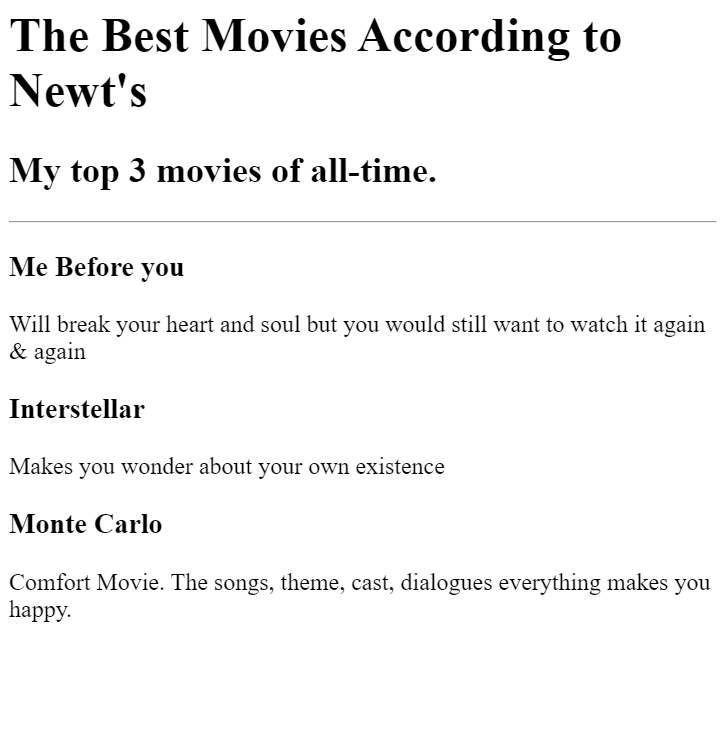 The Best Movies According to
Newt's
My top 3 movies of all-time.
Me Before you
Will break your heart and soul but you would still want to watch it again
& again
Interstellar
Makes you wonder about your own existence
Monte Carlo
Comfort Movie. The songs, theme, cast, dialogues everything makes you
happy.